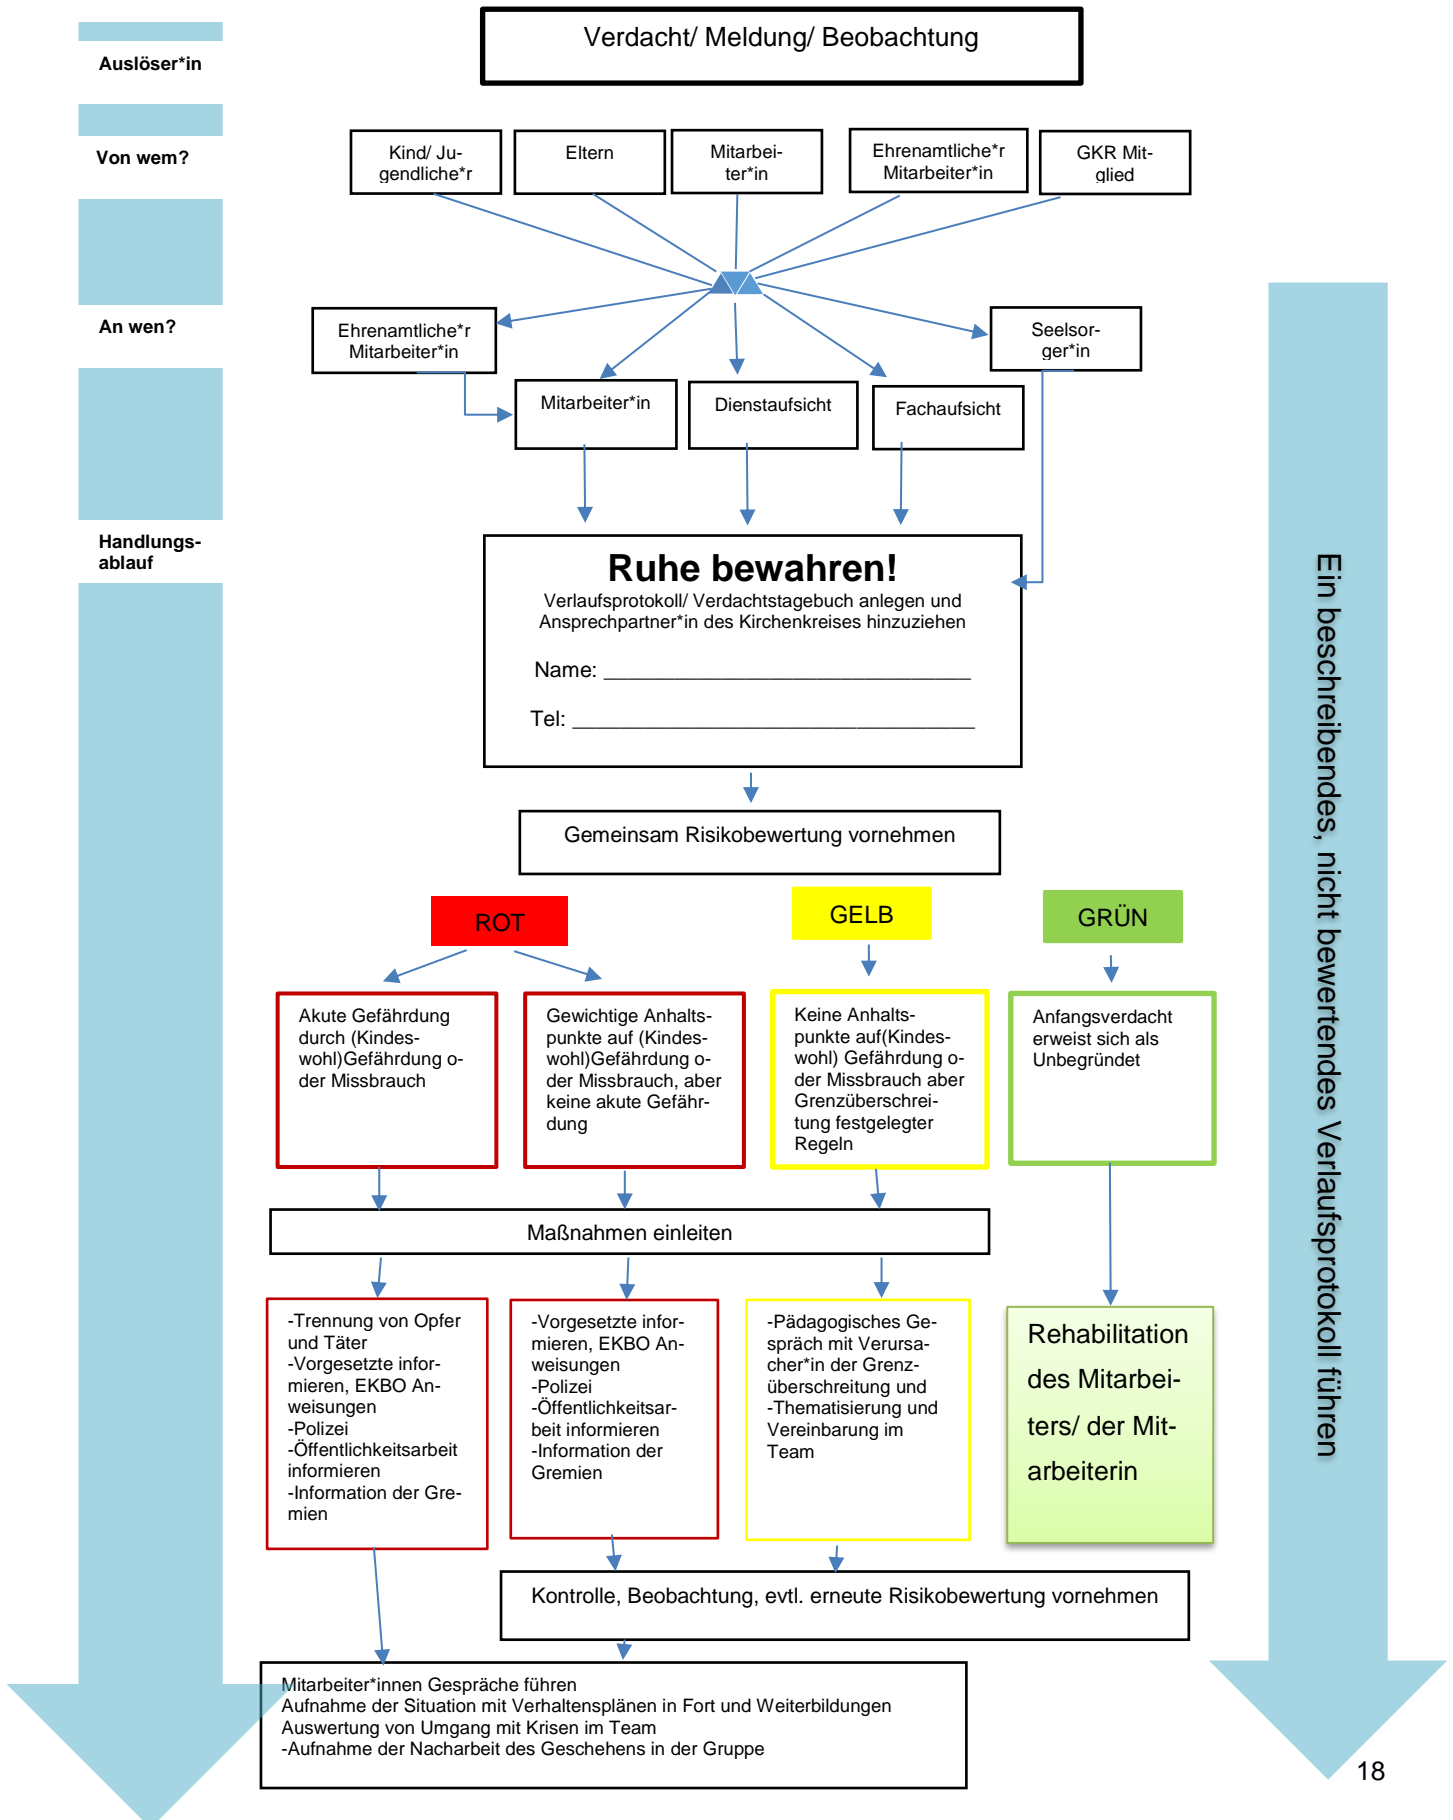 Verdacht/ Meldung/ Beobachtung
Auslöser*in
Von wem?
Kind/ Ju-
gendliche*r
Eltern
Mitarbei-
ter*in
Ehrenamtliche*r
Mitarbeiter*in
GKR Mit-
glied
An wen?
Ehrenamtliche*r
Mitarbeiter*in
Seelsor-
ger*in
Mitarbeiter*in
Dienstaufsicht
Fachaufsicht
Handlungs-
ablauf
Ruhe bewahren!
Verlaufsprotokoll/ Verdachtstagebuch anlegen und
Ansprechpartner*in des Kirchenkreises hinzuziehen
Name: _______________________________
Tel: __________________________________
Gemeinsam Risikobewertung vornehmen
ROT
GELB
GRÜN
Akute Gefährdung
durch (Kindes-
wohl)Gefährdung o-
der Missbrauch
Gewichtige Anhalts-
punkte auf (Kindes-
wohl)Gefährdung o-
der Missbrauch, aber
keine akute Gefähr-
dung
Keine Anhalts-
punkte auf(Kindes-
wohl) Gefährdung o-
der Missbrauch aber
Grenzüberschrei-
tung festgelegter
Regeln
Anfangsverdacht
erweist sich als
Unbegründet
Maßnahmen einleiten
-Trennung von Opfer
und Täter
-Vorgesetzte infor-
mieren, EKBO An-
weisungen
-Polizei
-Öffentlichkeitsarbeit
informieren
-Information der Gre-
mien
-Vorgesetzte infor-
mieren, EKBO An-
weisungen
-Polizei
-Öffentlichkeitsar-
beit informieren
-Information der
Gremien
-Pädagogisches Ge-
spräch mit Verursa-
cher*in der Grenz-
überschreitung und
-Thematisierung und
Vereinbarung im
Team
Rehabilitation
des Mitarbei-
ters/ der Mit-
arbeiterin
Kontrolle, Beobachtung, evtl. erneute Risikobewertung vornehmen
Mitarbeiter*innen Gespräche führen
Aufnahme der Situation mit Verhaltensplänen in Fort und Weiterbildungen
Auswertung von Umgang mit Krisen im Team
-Aufnahme der Nacharbeit des Geschehens in der Gruppe
Ein beschreibendes, nicht bewertendes Verlaufsprotokoll führen
18